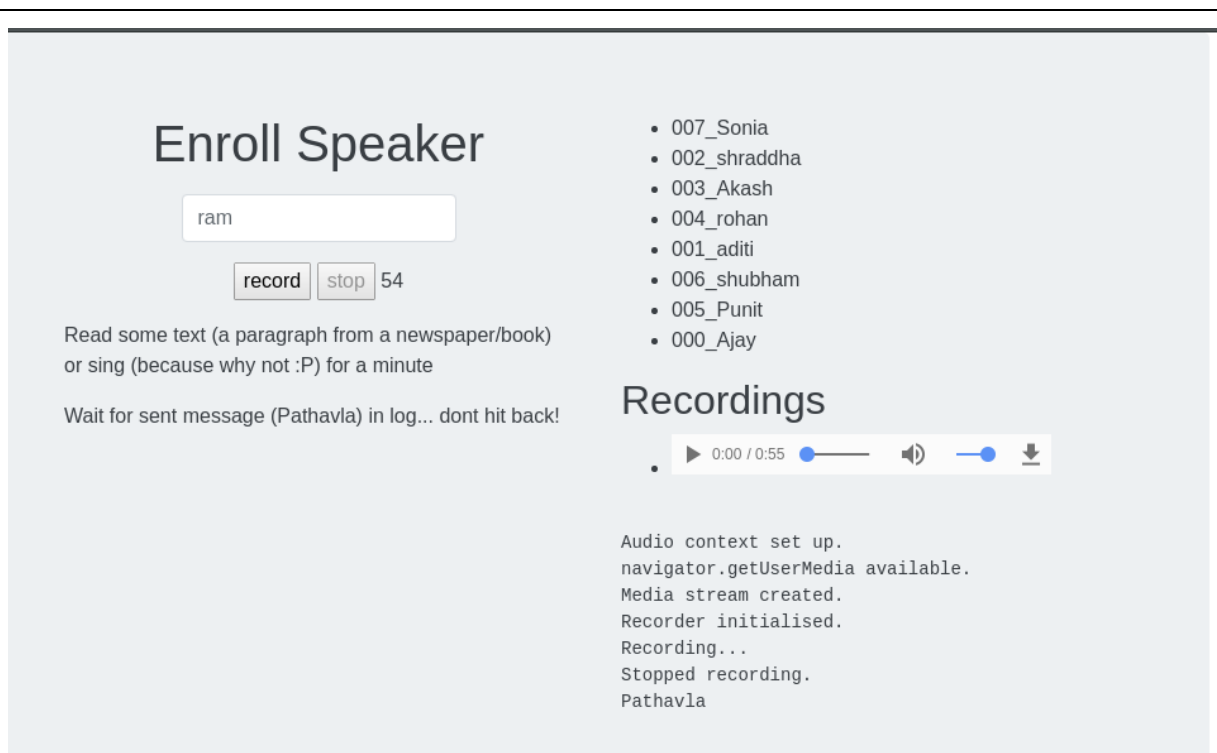 Enroll Speaker
ram
record stop 54
Read some text (a paragraph from a newspaper/book)
or sing (because why not :P) for a minute
Wait for sent message (Pathavla) in log... dont hit back!
• 007_Sonia
• 002_shraddha
• 003_Akash
• 004_rohan
• 001_aditi
• 006_shubham
• 005_Punit
• 000_Ajay
Recordings
• 0:00 / 0:55
Audio context set up.
navigator.getUserMedia available.
Media stream created.
Recorder initialised.
Recording...
Stopped recording.
Pathavla